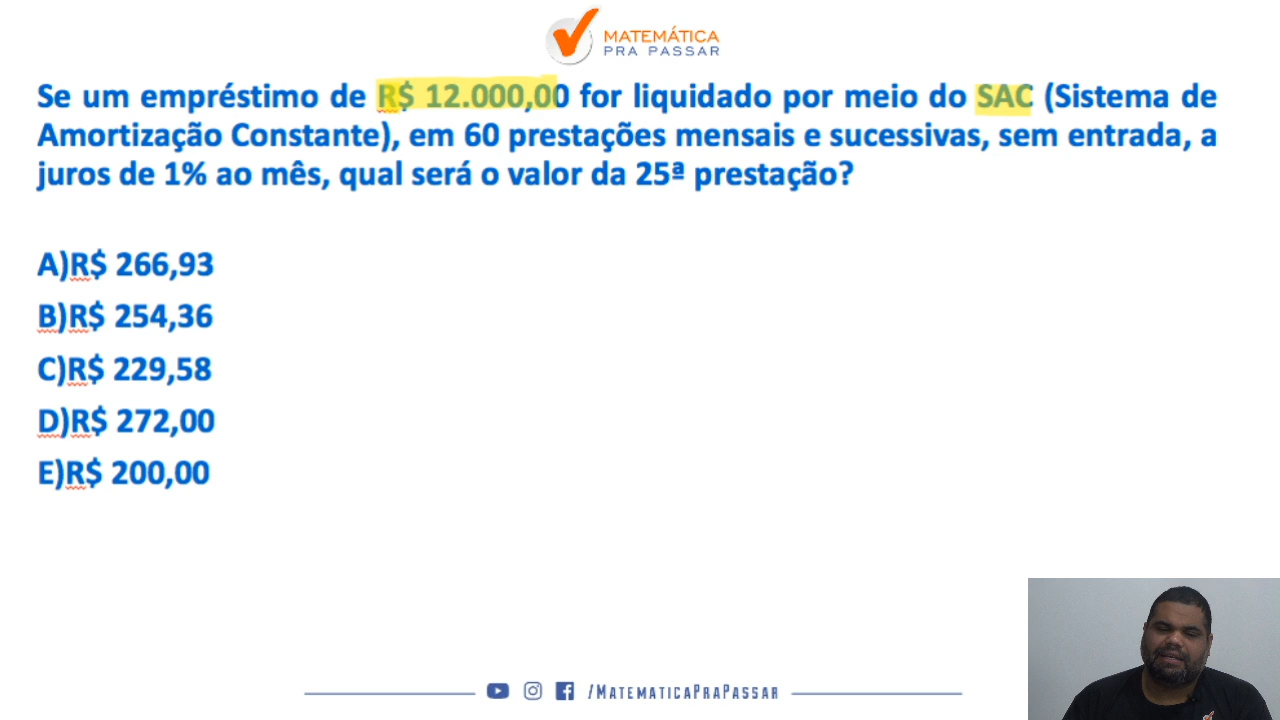 MATEMÁTICA
PRA PASSAR
Se um empréstimo de R$ 12.000,00 for liquidado por meio do SAC (Sistema de
Amortização Constante), em 60 prestações mensais e sucessivas, sem entrada, a
juros de 1% ao mês, qual será o valor da 25ª prestação?
A)R$ 266,93
B)R$ 254,36
C)R$ 229,58
D)R$ 272,00
E)R$ 200,00
/MATEMATICAPRAPASSAR